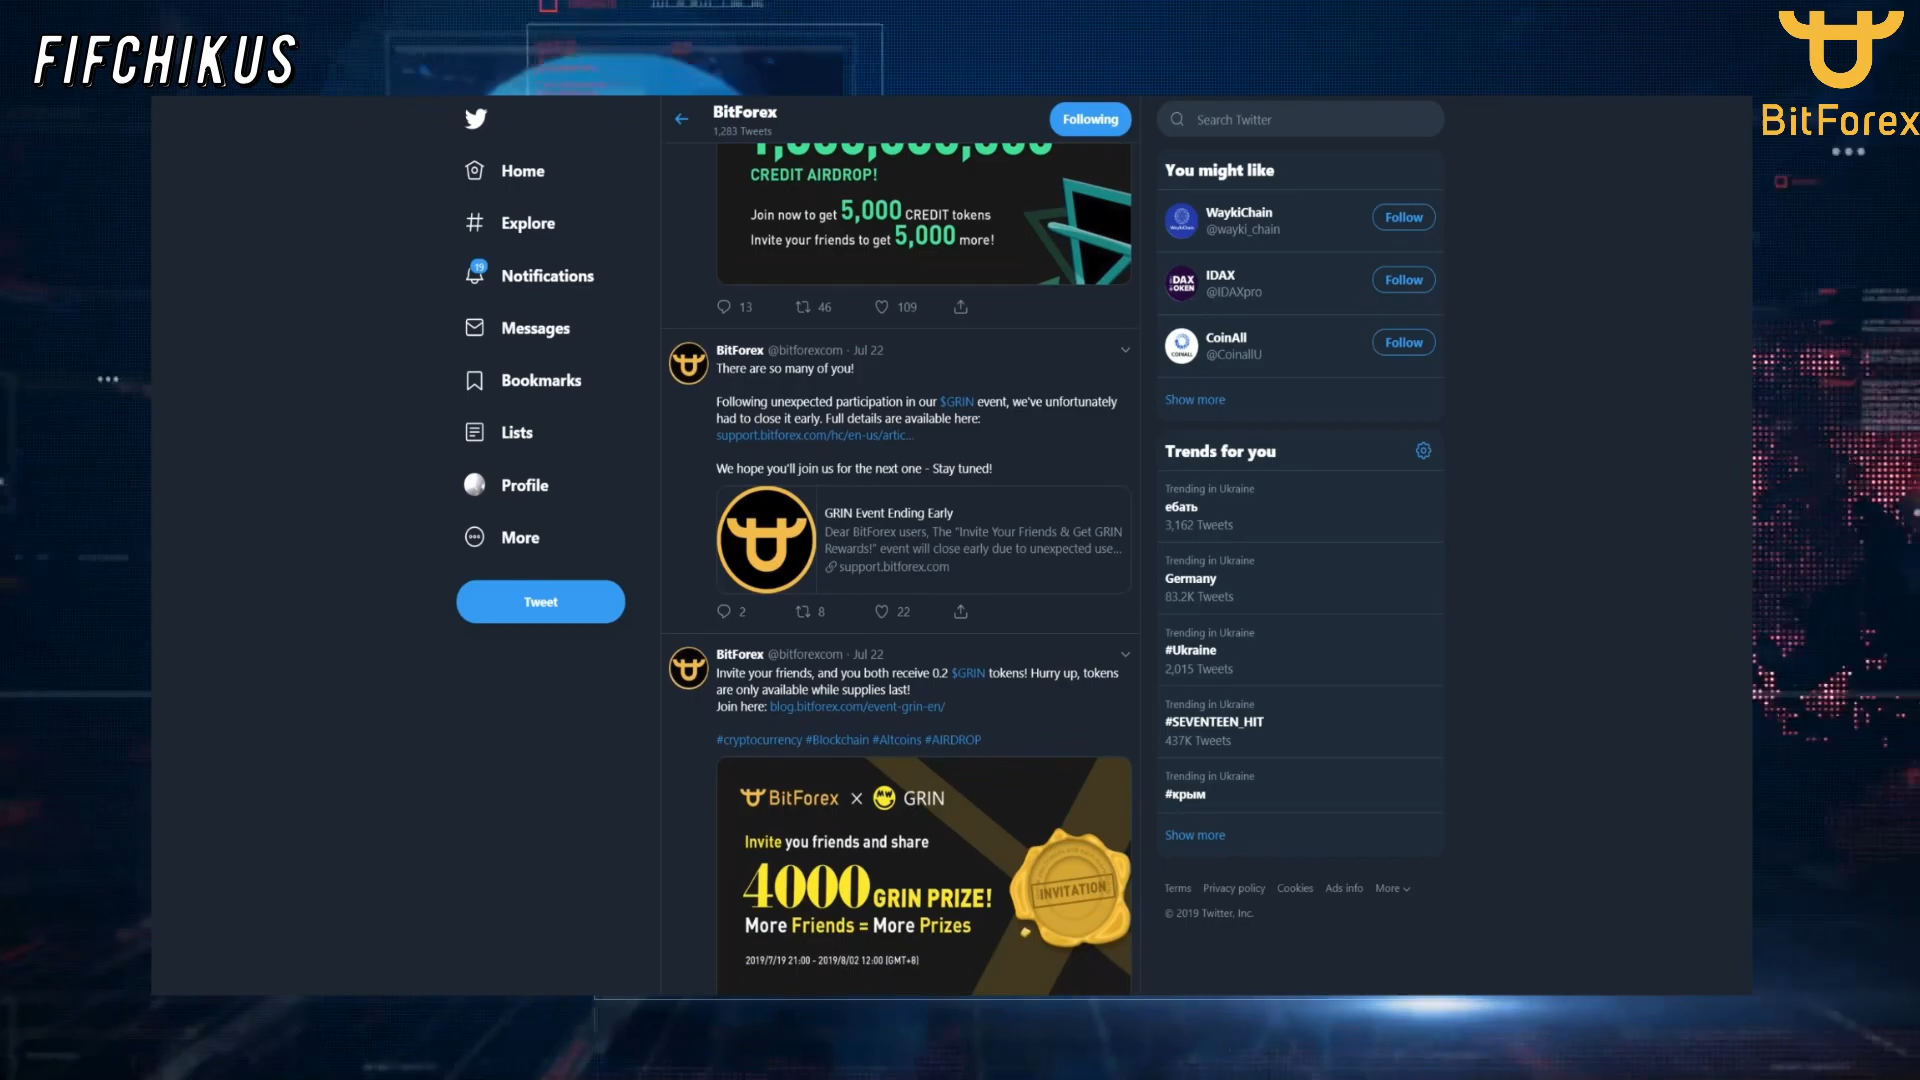 FIFCHIKUS
BitForex
Home
Explore
19
Notifications
Messages
Bookmarks
Lists
Profile
More
Tweet
BitForex
1,283 Tweets
Following
CREDIT AIRDROP!
Join now to get 5,000 CREDIT tokens
Invite your friends to get 5,000 more!
13 46 109
BitForex @bitforexcom · Jul 22
There are so many of you!
Following unexpected participation in our $GRIN event, we've unfortunately
had to close it early. Full details are available here:
support.bitforex.com/hc/en-us/artic...
We hope you'll join us for the next one - Stay tuned!
GRIN Event Ending Early
Dear BitForex users, The "Invite Your Friends & Get GRIN
Rewards!" event will close early due to unexpected use...
support.bitforex.com
2 8 22
BitForex @bitforexcom · Jul 22
Invite your friends, and you both receive 0.2 $GRIN tokens! Hurry up, tokens
are only available while supplies last!
Join here: blog.bitforex.com/event-grin-en/
#cryptocurrency #Blockchain #Altcoins #AIRDROP
BitForex X MW GRIN
Invite you friends and share
4000 GRIN PRIZE!
More Friends = More Prizes
2019/7/19 21:00 - 2019/8/02 12:00 (GMT+8)
INVITATION
Search Twitter
You might like
WaykiChain
@wayki_chain
Follow
IDAX
@IDAXpro
Follow
CoinAll
@CoinallU
Follow
Show more
Trends for you
Trending in Ukraine
ебать
3,162 Tweets
Trending in Ukraine
Germany
83.2K Tweets
Trending in Ukraine
#Ukraine
2,015 Tweets
Trending in Ukraine
#SEVENTEEN_HIT
437K Tweets
Trending in Ukraine
#крым
Show more
Terms Privacy policy Cookies Ads info More
© 2019 Twitter, Inc.